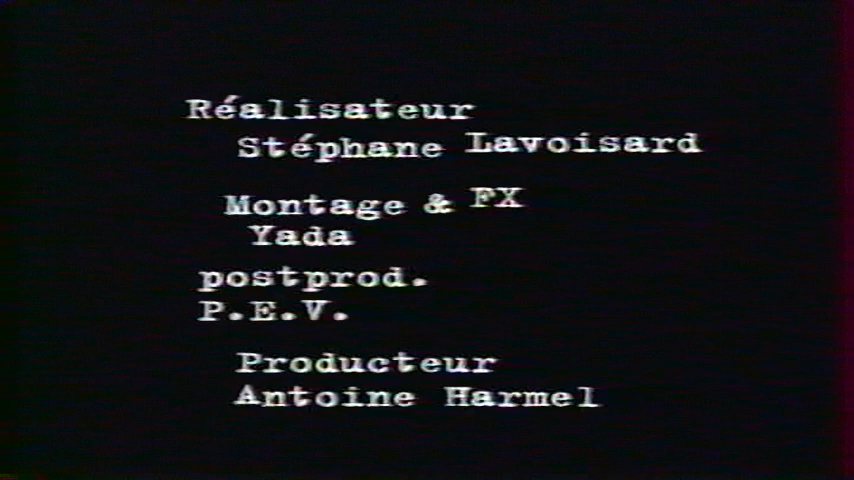 Réalisateur
Stéphane Lavoisard
Montage & FX
Yada
postprod.
P.E.V.
Producteur
Antoine Harmel